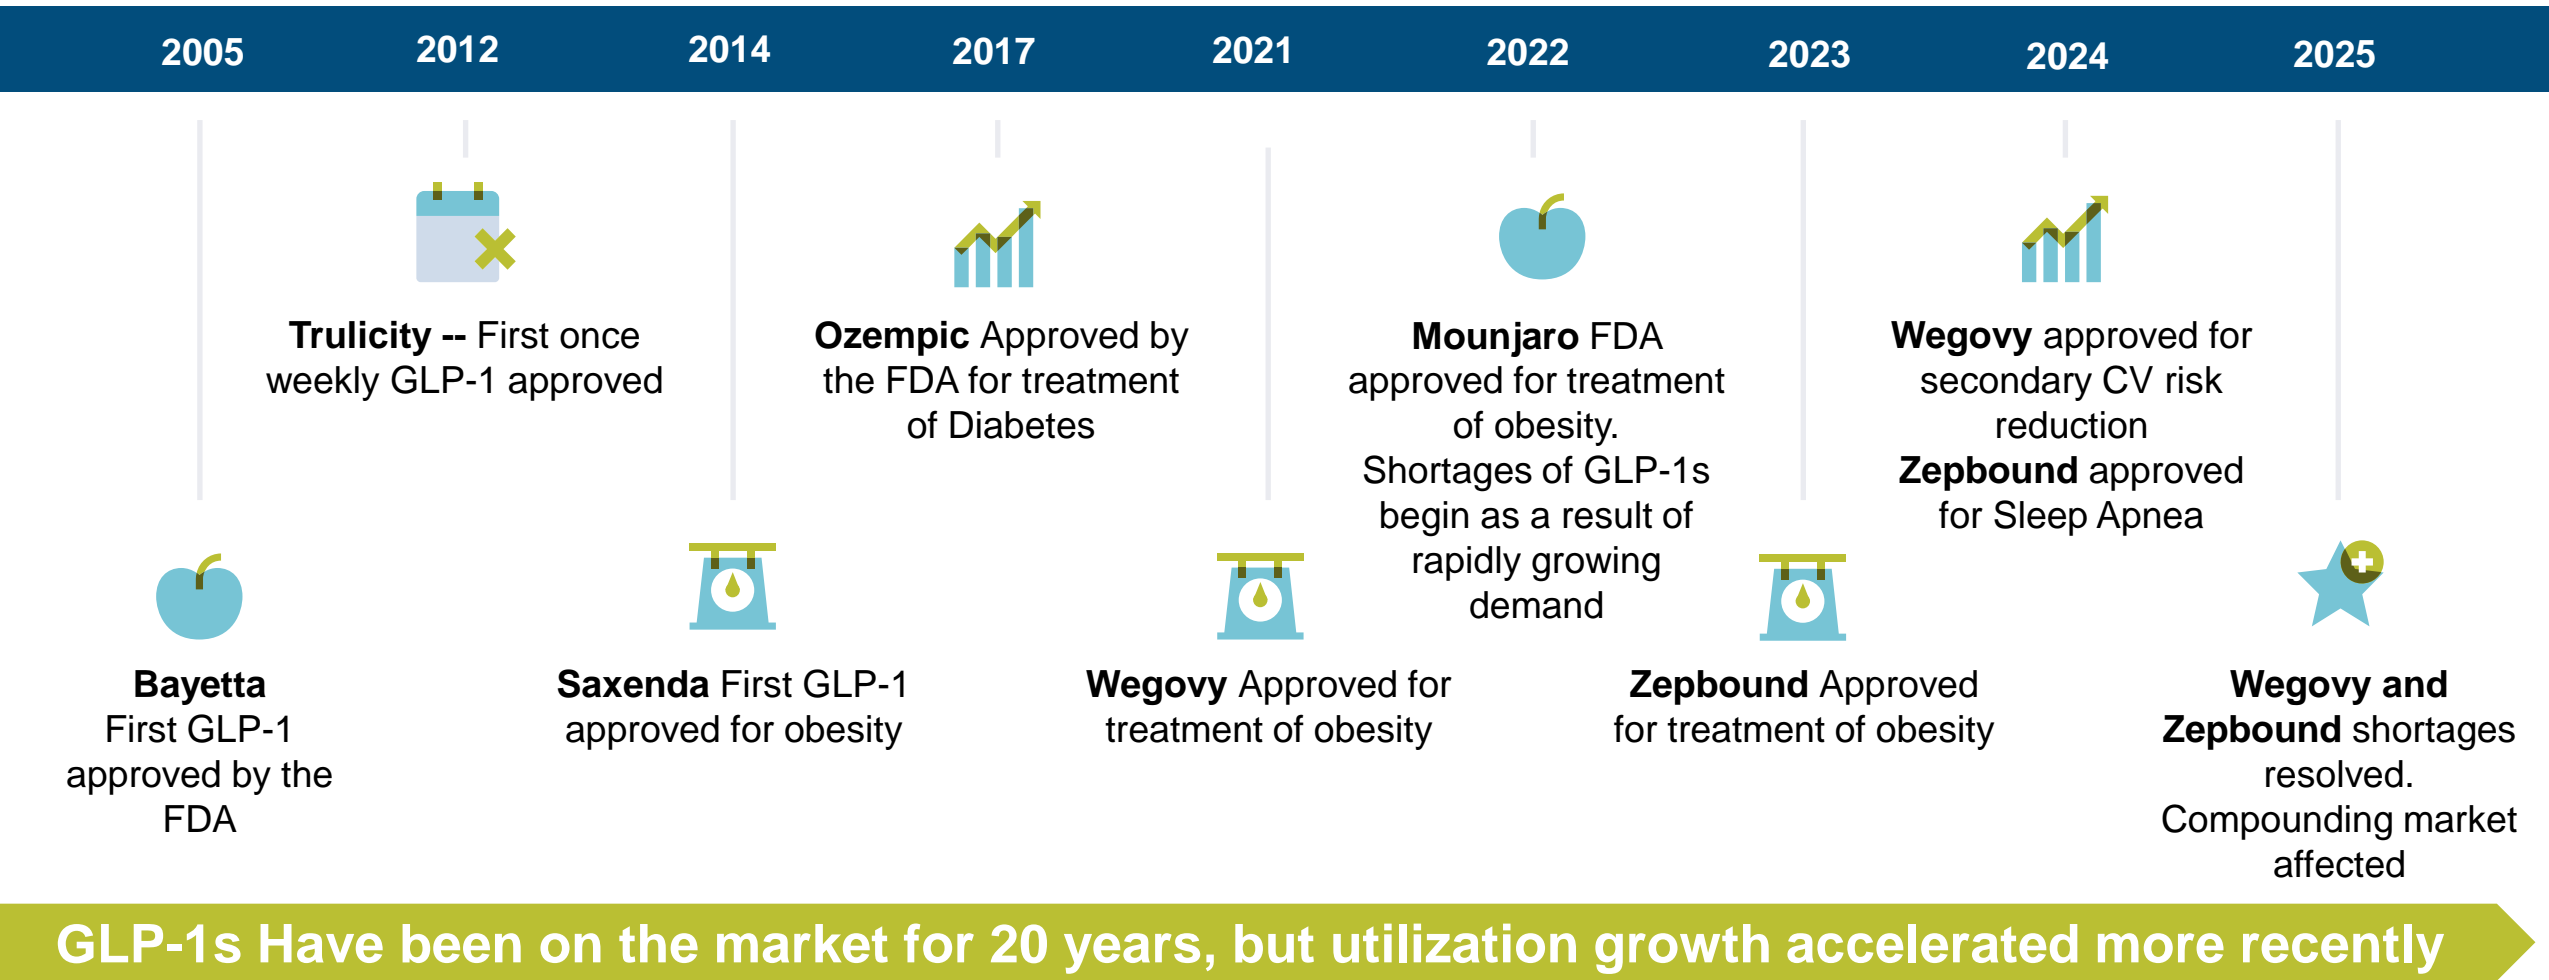 2005 2012 2014 2017 2021 2022 2023 2024 2025
Bayetta
First GLP-1
approved by the
FDA
Trulicity -- First once
weekly GLP-1 approved
Saxenda First GLP-1
approved for obesity
Ozempic Approved by
the FDA for treatment
of Diabetes
Wegovy Approved for
treatment of obesity
Mounjaro FDA
approved for treatment
of obesity.
Shortages of GLP-1s
begin as a result of
rapidly growing
demand
Zepbound Approved
for treatment of obesity
Wegovy approved for
secondary CV risk
reduction
Zepbound approved
for Sleep Apnea
Wegovy and
Zepbound shortages
resolved.
Compounding market
affected
GLP-1s Have been on the market for 20 years, but utilization growth accelerated more recently